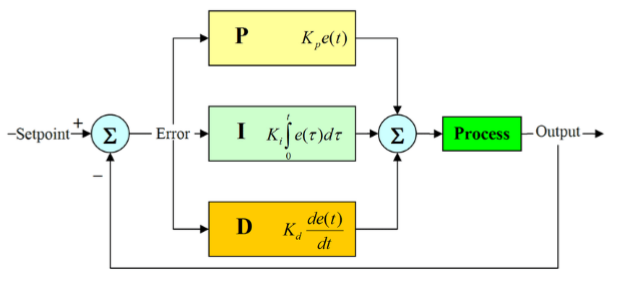 P K_p e(t)
+
–Setpoint Σ Error I K_i ∫_0^t e(τ)dτ Σ Process Output
−
D K_d de(t)/dt